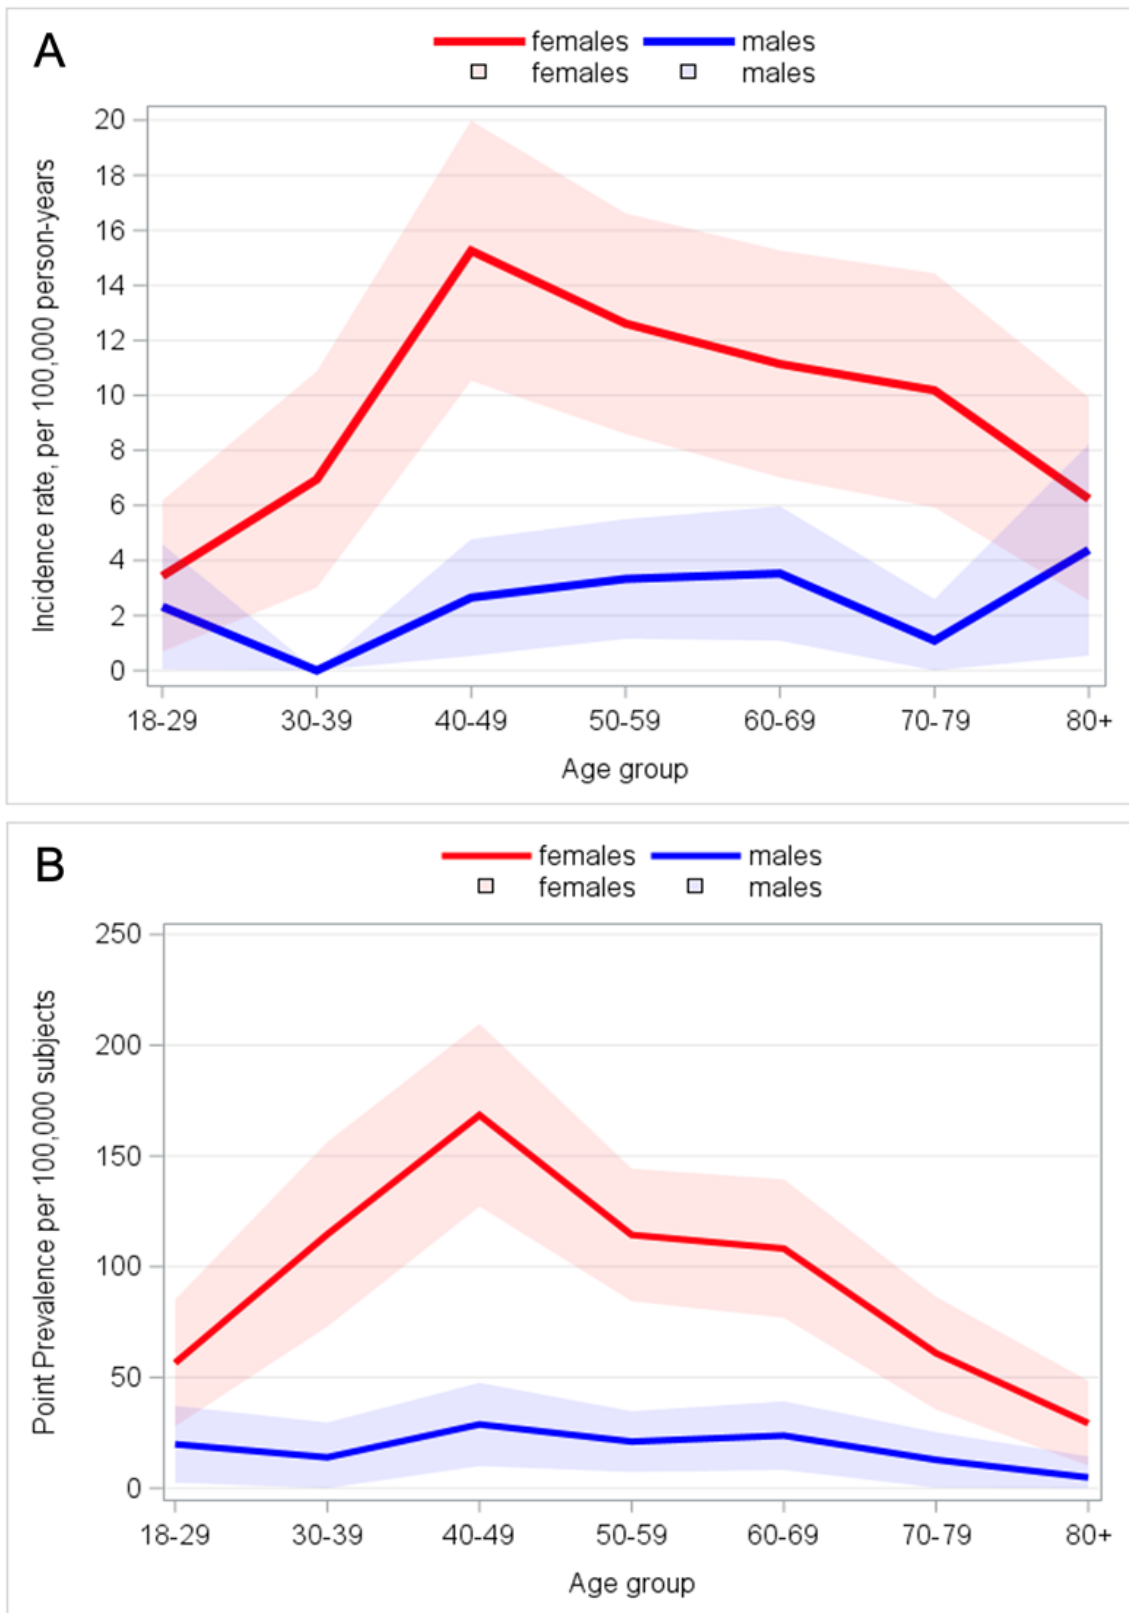 A
females males
females males
Incidence rate, per 100,000 person-years
20
18
16
14
12
10
8
6
4
2
0
18-29 30-39 40-49 50-59 60-69 70-79 80+
Age group
B
females males
females males
Point Prevalence per 100,000 subjects
250
200
150
100
50
0
18-29 30-39 40-49 50-59 60-69 70-79 80+
Age group